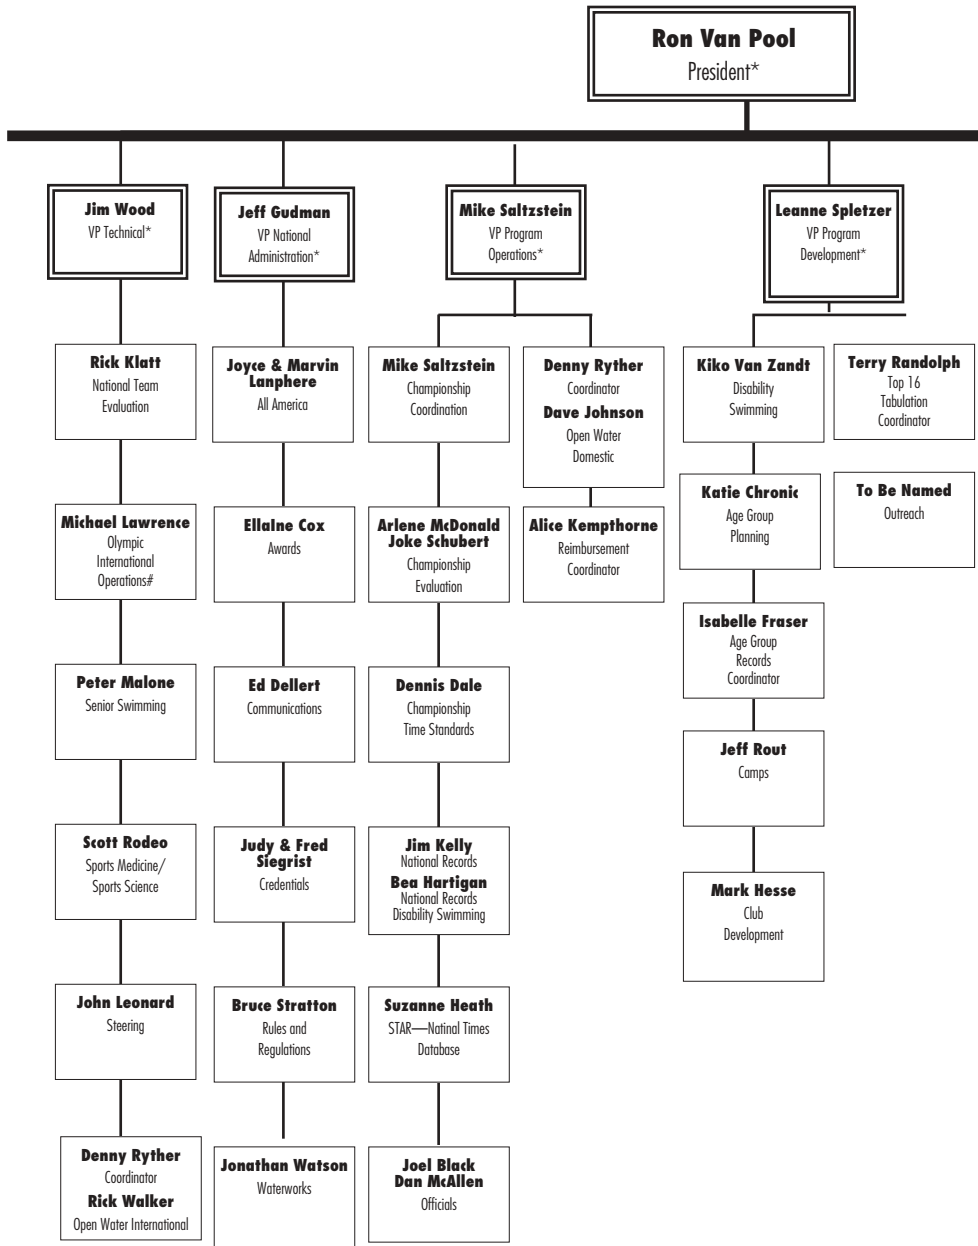 Ron Van Pool
President*
Jim Wood
VP Technical*
Jeff Gudman
VP National
Administration*
Mike Saltzstein
VP Program
Operations*
Leanne Spletzer
VP Program
Development*
Rick Klatt
National Team
Evaluation
Michael Lawrence
Olympic
International
Operations#
Peter Malone
Senior Swimming
Scott Rodeo
Sports Medicine/
Sports Science
John Leonard
Steering
Denny Ryther
Coordinator
Rick Walker
Open Water International
Joyce & Marvin
Lanphere
All America
EllaIne Cox
Awards
Ed Dellert
Communications
Judy & Fred
Siegrist
Credentials
Bruce Stratton
Rules and
Regulations
Jonathan Watson
Waterworks
Mike Saltzstein
Championship
Coordination
Arlene McDonald
Joke Schubert
Championship
Evaluation
Dennis Dale
Championship
Time Standards
Jim Kelly
National Records
Bea Hartigan
National Records
Disability Swimming
Suzanne Heath
STAR—Natinal Times
Database
Joel Black
Dan McAllen
Officials
Denny Ryther
Coordinator
Dave Johnson
Open Water
Domestic
Alice Kempthorne
Reimbursement
Coordinator
Kiko Van Zandt
Disability
Swimming
Katie Chronic
Age Group
Planning
Isabelle Fraser
Age Group
Records
Coordinator
Jeff Rout
Camps
Mark Hesse
Club
Development
Terry Randolph
Top 16
Tabulation
Coordinator
To Be Named
Outreach